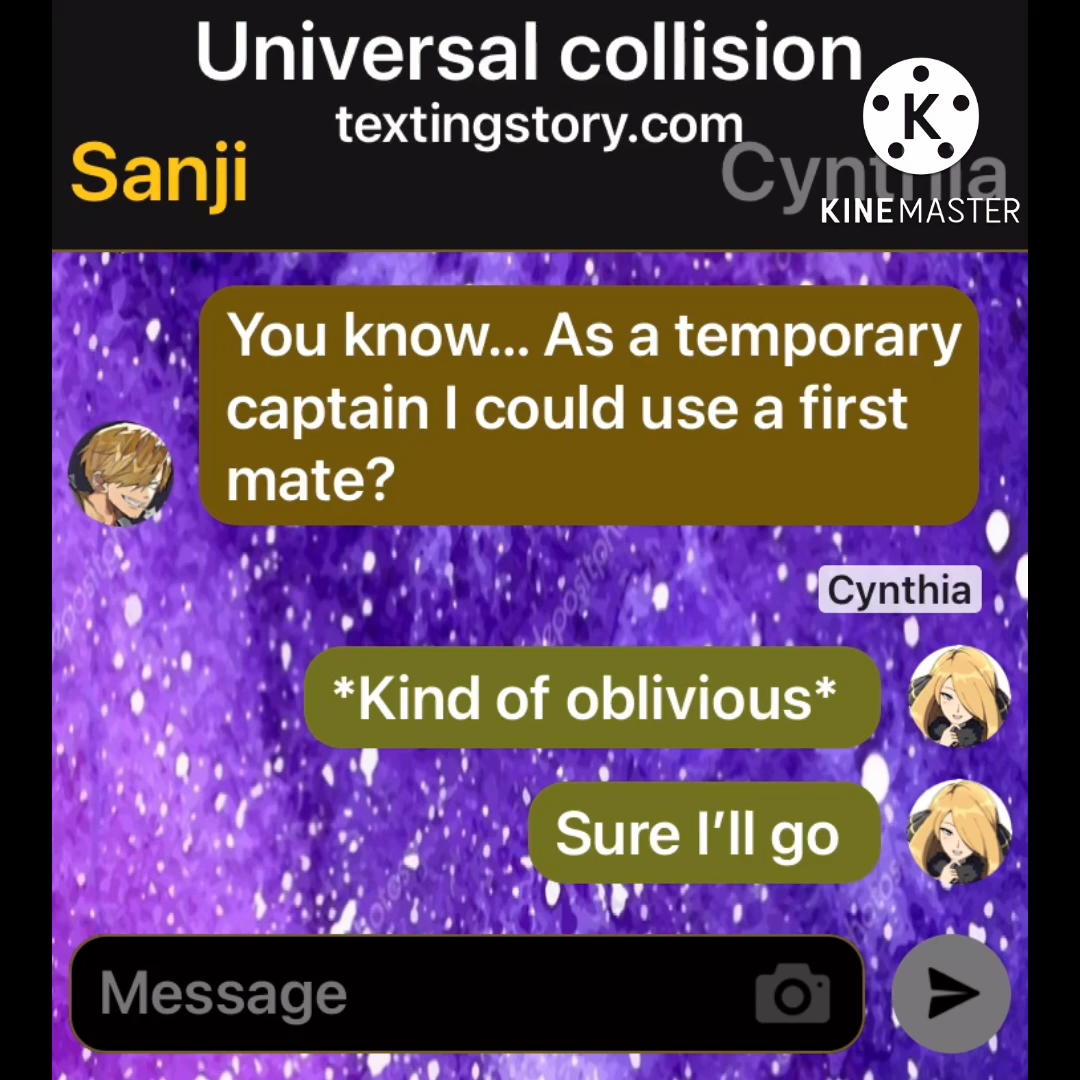 Universal collision
textingstory.com
Sanji
Cynthia
K
KINEMASTER
You know... As a temporary
captain I could use a first
mate?
Cynthia
*Kind of oblivious*
Sure I’ll go
Message